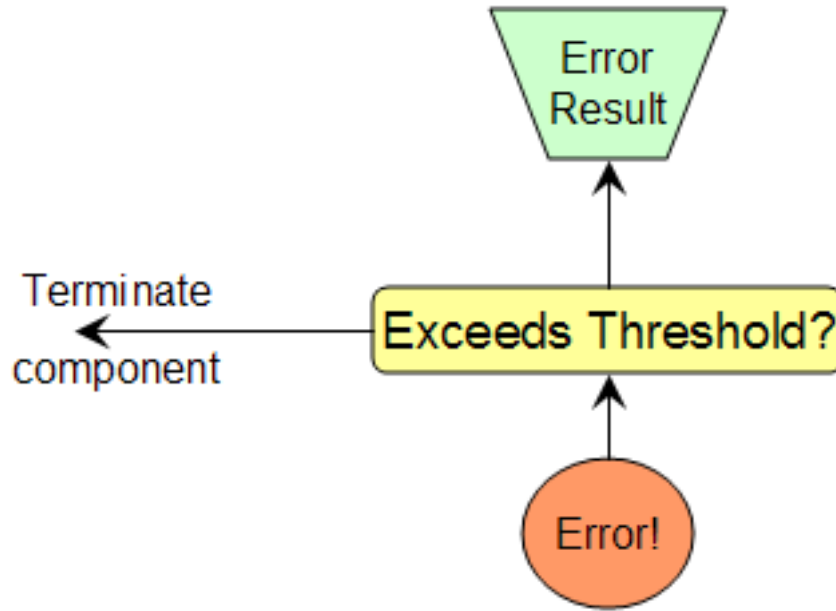 Error
Result
Terminate
component
Exceeds Threshold?
Error!